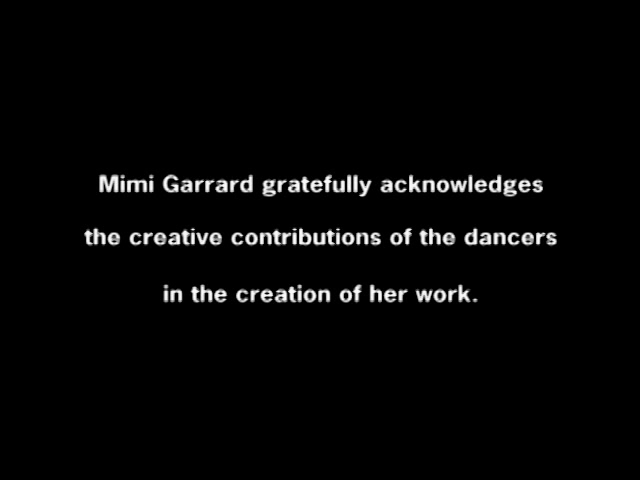 Mimi Garrard gratefully acknowledges
the creative contributions of the dancers
in the creation of her work.